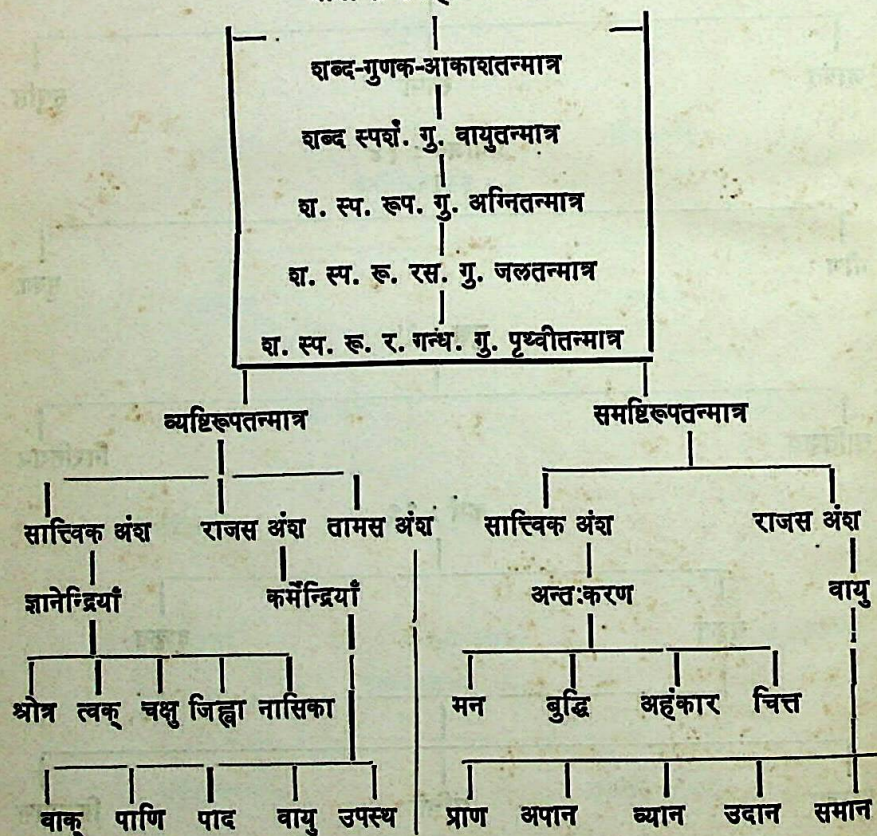 शब्द-गुणक-आकाशतन्मात्र
शब्द स्पर्श. गु. वायुतन्मात्र
श. स्प. रूप. गु. अग्नितन्मात्र
श. स्प. रू. रस. गु. जलतन्मात्र
श. स्प. रू. र. गन्ध. गु. पृथ्वीतन्मात्र
व्यष्टिरूपतन्मात्र समष्टिरूपतन्मात्र
सात्त्विक अंश राजस अंश तामस अंश सात्त्विक अंश राजस अंश
ज्ञानेन्द्रियाँ कर्मेन्द्रियाँ अन्तःकरण वायु
श्रोत्र त्वक् चक्षु जिह्वा नासिका मन बुद्धि अहंकार चित्त
वाक् पाणि पाद वायु उपस्थ प्राण अपान व्यान उदान समान